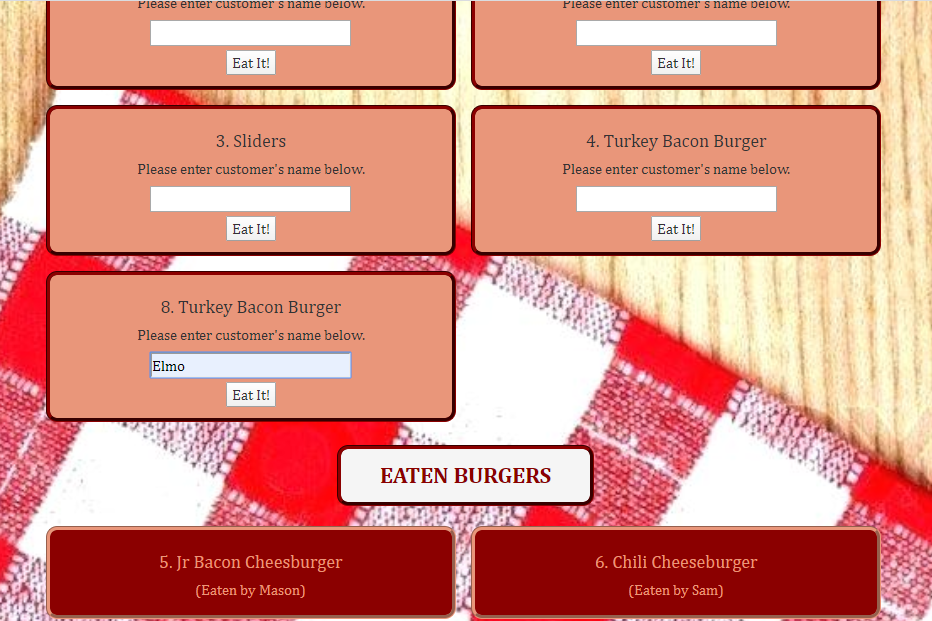 Please enter customer's name below.
Please enter customer's name below.
Eat It!
Eat It!
3. Sliders
4. Turkey Bacon Burger
Please enter customer's name below.
Please enter customer's name below.
Eat It!
Eat It!
8. Turkey Bacon Burger
Please enter customer's name below.
Elmo
Eat It!
EATEN BURGERS
5. Jr Bacon Cheesburger
6. Chili Cheeseburger
(Eaten by Mason)
(Eaten by Sam)